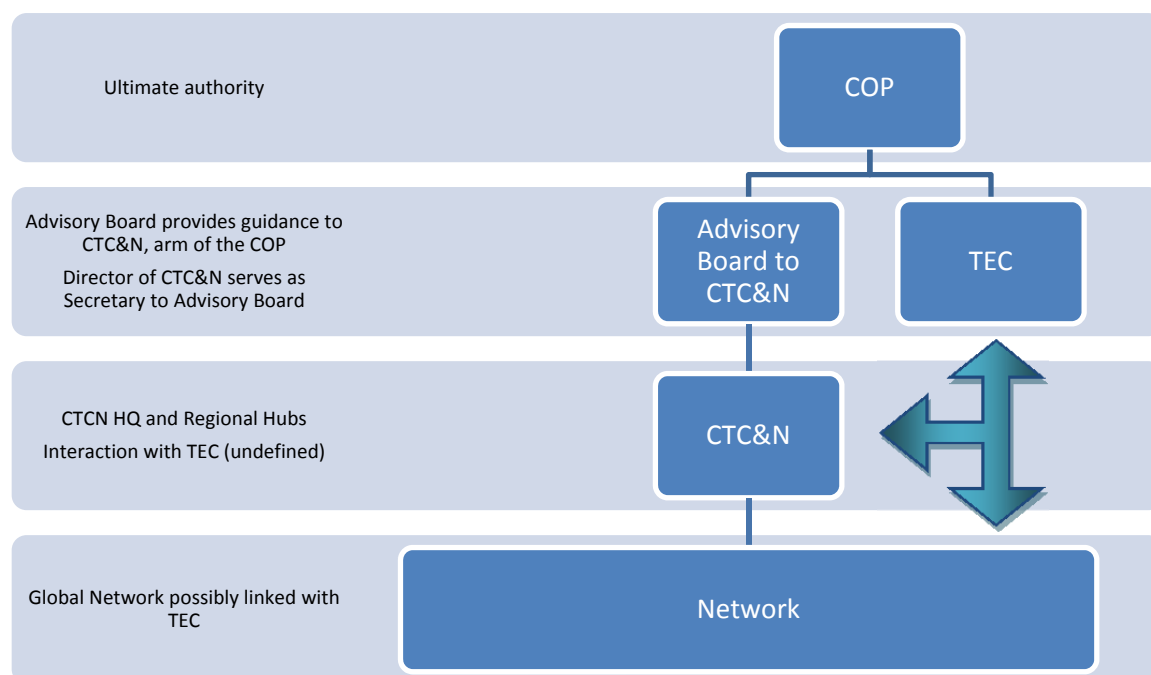 Ultimate authority
COP
Advisory Board provides guidance to
CTC&N, arm of the COP
Director of CTC&N serves as
Secretary to Advisory Board
Advisory
Board to
CTC&N
TEC
CTCN HQ and Regional Hubs
Interaction with TEC (undefined)
CTC&N
Global Network possibly linked with
TEC
Network